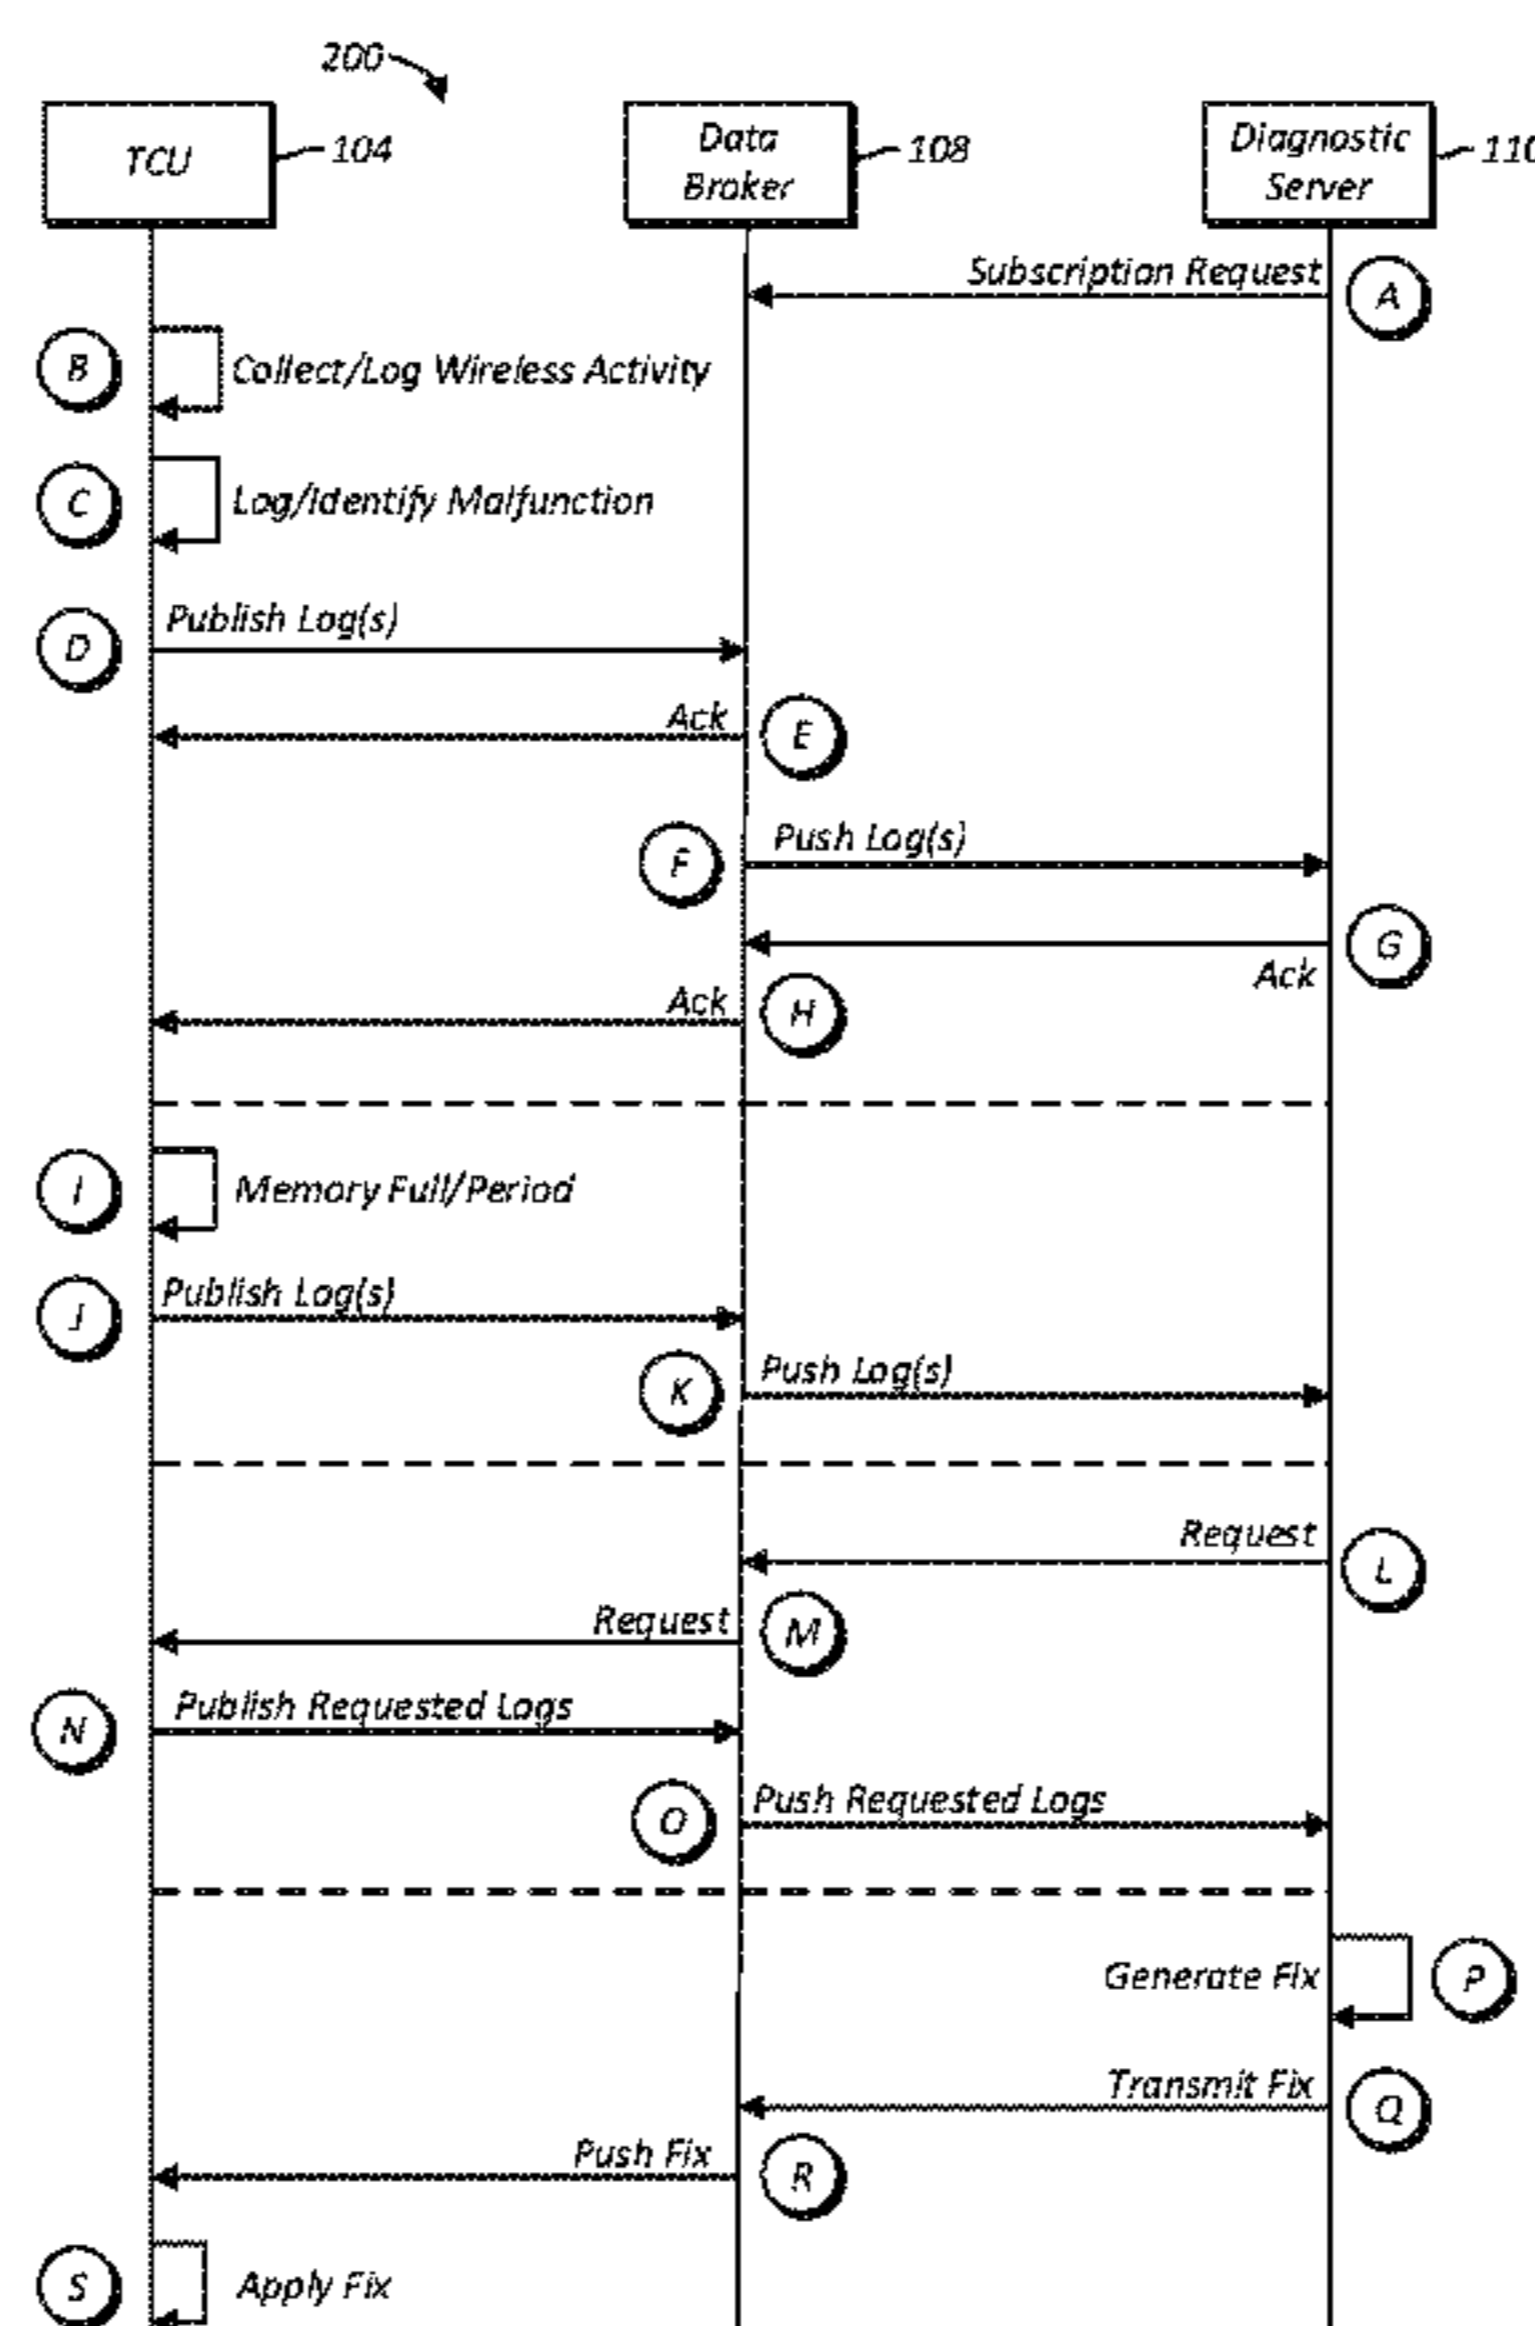 200
TCU
104
Data
Broker
108
Diagnostic
Server
110
Subscription Request
A
B
Collect/Log Wireless Activity
C
Log/Identify Malfunction
Publish Log(s)
D
Ack
E
Push Log(s)
F
G
Ack
Ack
H
I
Memory Full/Period
Publish Log(s)
J
Push Log(s)
K
Request
L
Request
M
Publish Requested Logs
N
Push Requested Logs
O
Generate Fix
P
Transmit Fix
Q
Push Fix
R
S
Apply Fix